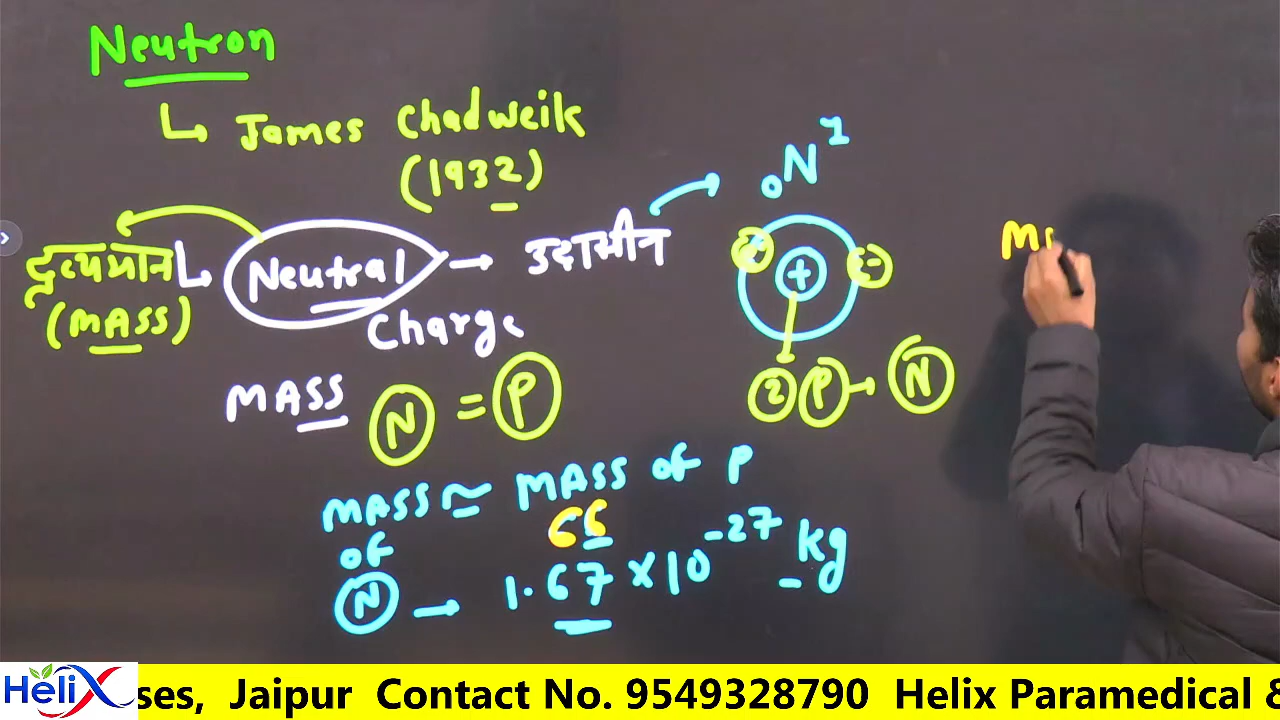 Neutron
James Chadweik
(1932)
₀N¹
द्रव्यमान
(MASS)
Neutral
Charge
उदासीन
+
-
MASS N = P
2 P N
MASS ≃ MASS of P
of
N
66
1.67 × 10⁻²⁷ kg
Helix
ses, Jaipur Contact No. 9549328790 Helix Paramedical &